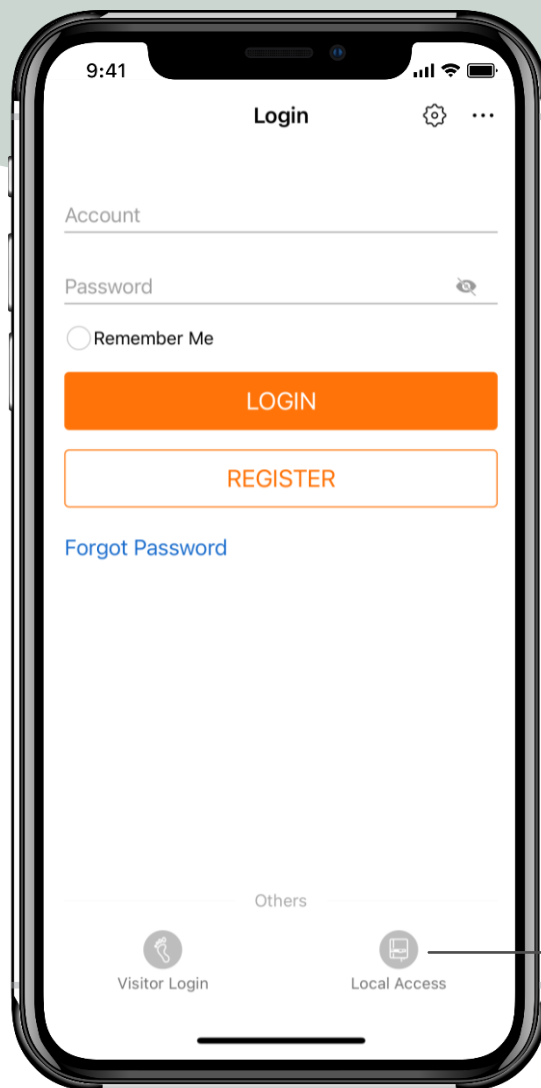 9:41
Login
Account
Password
Remember Me
LOGIN
REGISTER
Forgot Password
Others
Visitor Login Local Access